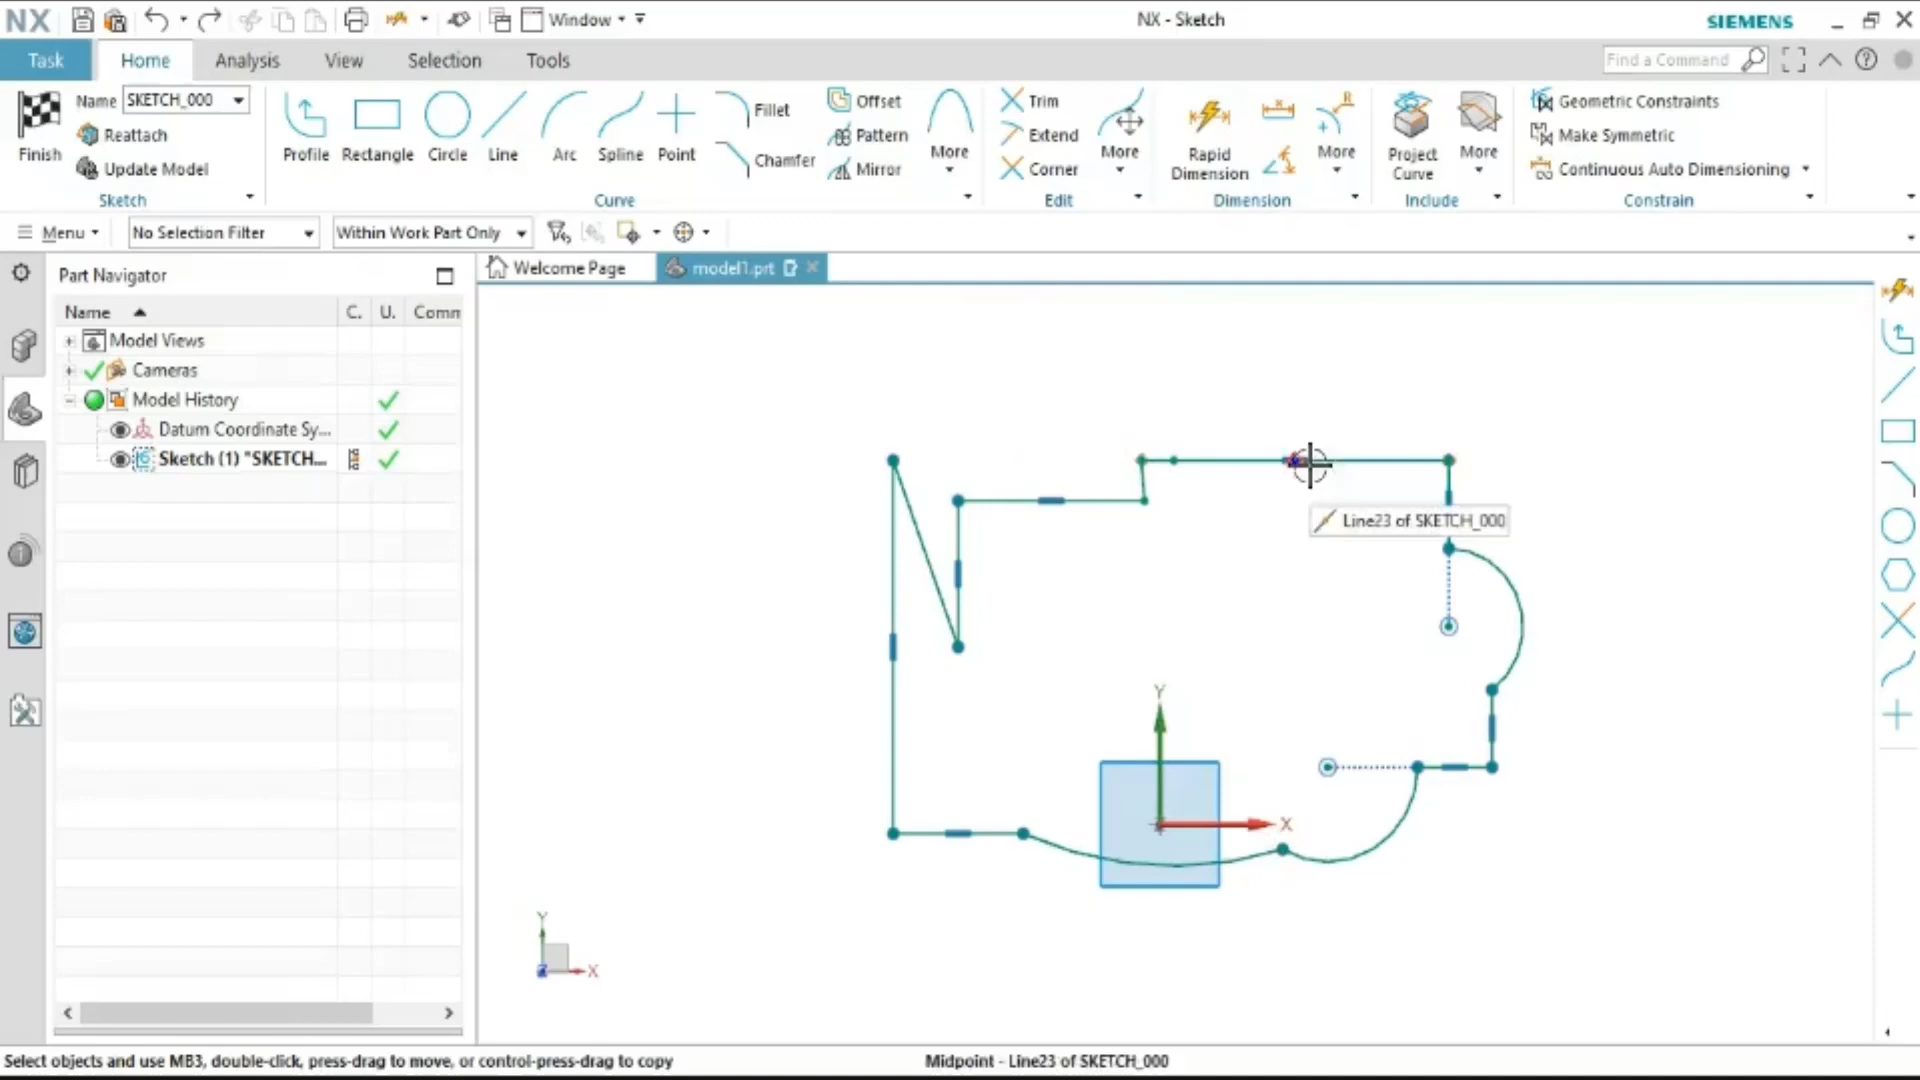 NX
Window
NX - Sketch
SIEMENS
Task
Home
Analysis
View
Selection
Tools
Find a Command
Finish
Name SKETCH_000
Reattach
Update Model
Sketch
Profile
Rectangle
Circle
Line
Arc
Spline
Point
Fillet
Chamfer
Offset
Pattern
Mirror
More
Curve
Trim
Extend
Corner
More
Edit
Rapid
Dimension
More
Dimension
Project
Curve
More
Include
Geometric Constraints
Make Symmetric
Continuous Auto Dimensioning
Constrain
Menu
No Selection Filter
Within Work Part Only
Part Navigator
Welcome Page
model1.prt
Name
C.
U.
Comm
Model Views
Cameras
Model History
Datum Coordinate Sy...
Sketch (1) "SKETCH...
Line23 of SKETCH_000
Y
X
Y
X
Select objects and use MB3, double-click, press-drag to move, or control-press-drag to copy
Midpoint - Line23 of SKETCH_000